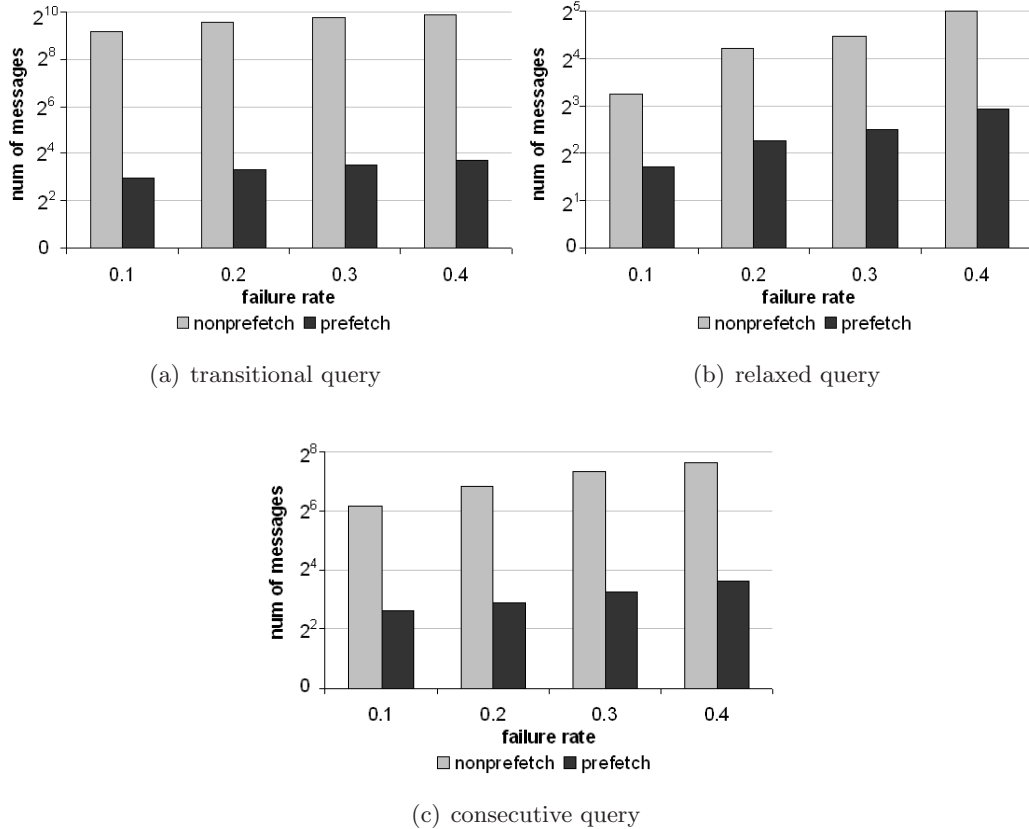 num of messages
2^10
2^8
2^6
2^4
2^2
0
0.1 0.2 0.3 0.4
failure rate
nonprefetch prefetch
(a) transitional query
num of messages
2^5
2^4
2^3
2^2
2^1
0
0.1 0.2 0.3 0.4
failure rate
nonprefetch prefetch
(b) relaxed query
num of messages
2^8
2^6
2^4
2^2
0
0.1 0.2 0.3 0.4
failure rate
nonprefetch prefetch
(c) consecutive query